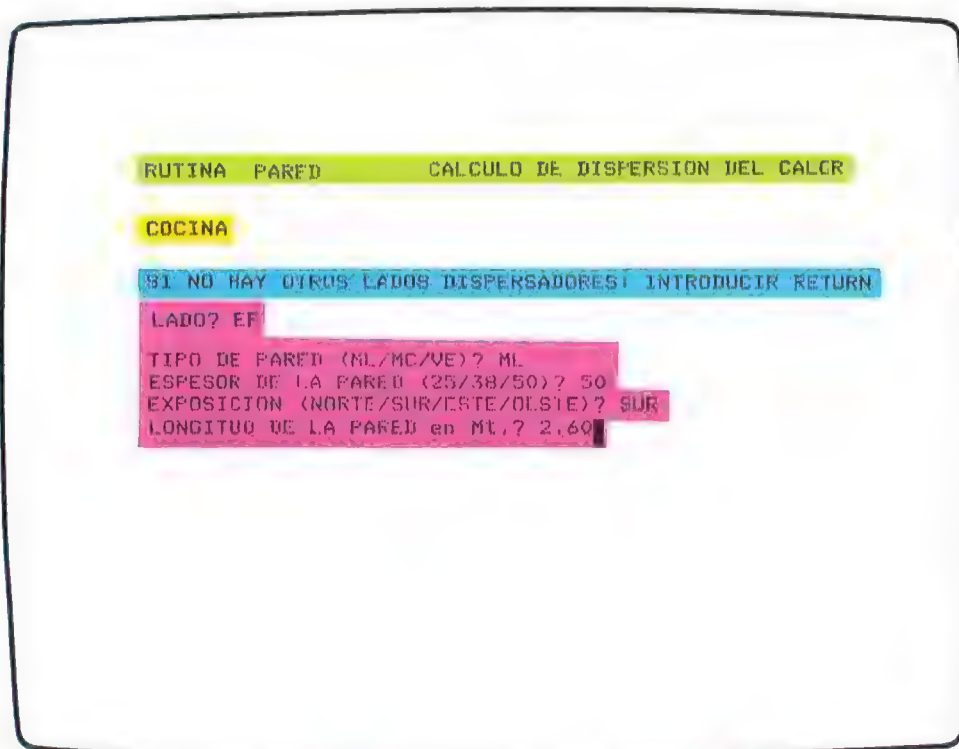 RUTINA PARED CALCULO DE DISPERSION DEL CALOR
COCINA
SI NO HAY OTROS LADOS DISPERSADORES: INTRODUCIR RETURN
LADO? EF
TIPO DE PARED (ML/MC/VE)? ML
ESPESOR DE LA PARED (25/38/50)? 50
EXPOSICION (NORTE/SUR/ESTE/OESTE)? SUR
LONGITUD DE LA PARED en Mt.? 2.60